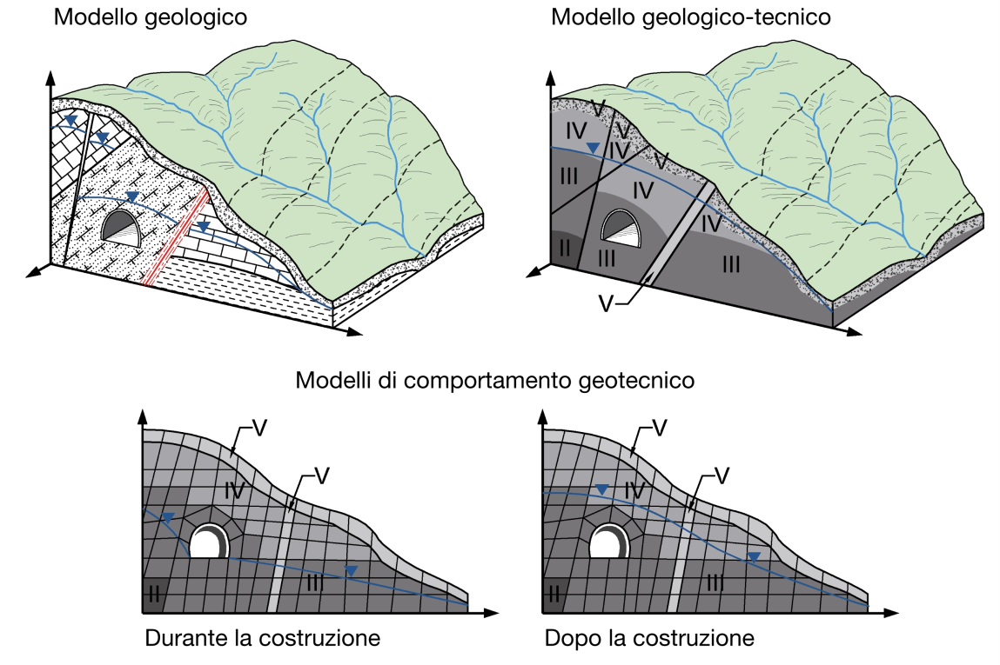 Modello geologico
Modello geologico-tecnico
V
IV
V
IV
V
III
IV
IV
II
III
III
V
Modelli di comportamento geotecnico
V
V
IV
III
II
V
V
IV
III
II
Durante la costruzione
Dopo la costruzione